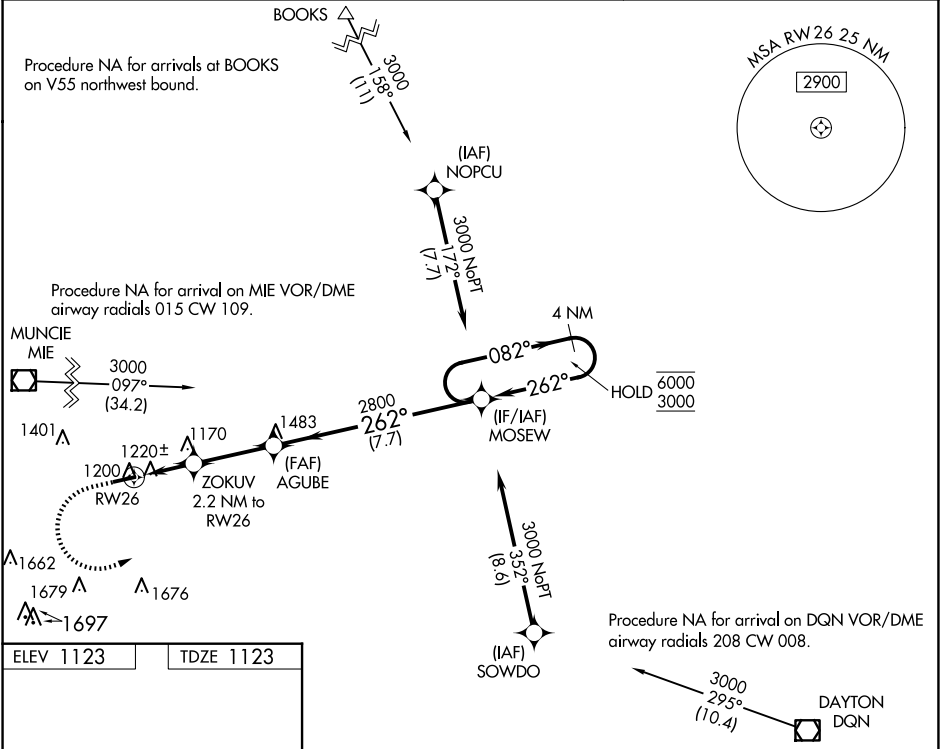 BOOKS
Procedure NA for arrivals at BOOKS
on V55 northwest bound.
3000
158°
(11)
MSA RW26 25 NM
2900
(IAF)
NOPCU
3000 NoPT
172°
(7.7)
Procedure NA for arrival on MIE VOR/DME
airway radials 015 CW 109.
MUNCIE
MIE
3000
097°
(34.2)
4 NM
082°
262°
HOLD
6000
3000
(IF/IAF)
MOSEW
2800
262°
(7.7)
1401
1483
1170
1220±
1200
RW26
(FAF)
AGUBE
ZOKUV
2.2 NM to
RW26
1662
1679
1676
1697
3000 NoPT
352°
(8.6)
(IAF)
SOWDO
Procedure NA for arrival on DQN VOR/DME
airway radials 208 CW 008.
3000
295°
(10.4)
DAYTON
DQN
ELEV 1123
TDZE 1123